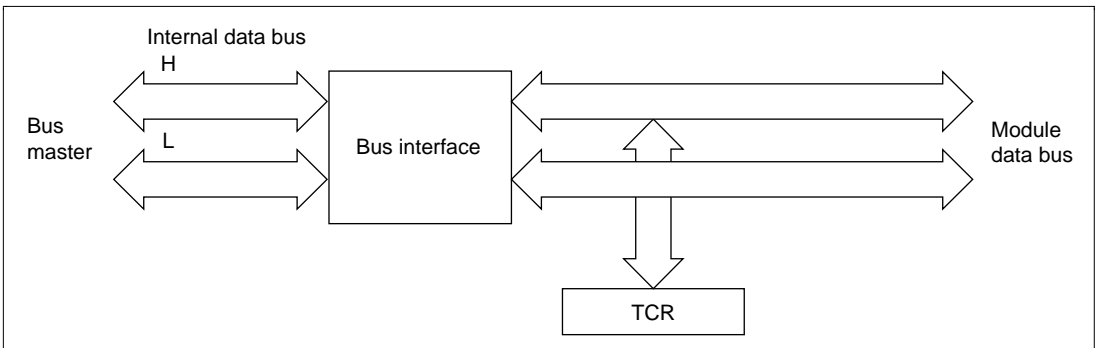 Internal data bus
H
Bus
master
L
Bus interface
Module
data bus
TCR